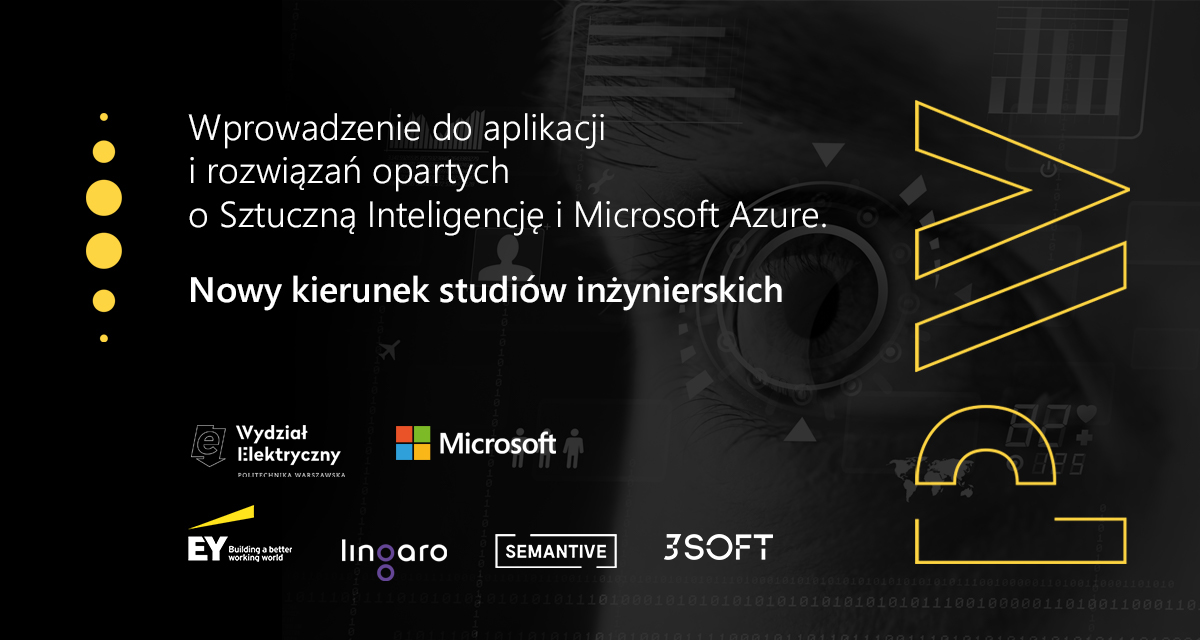 Wprowadzenie do aplikacji
i rozwiązań opartych
o Sztuczną Inteligencję i Microsoft Azure.
Nowy kierunek studiów inżynierskich
PW
Wydział
Elektryczny
POLITECHNIKA WARSZAWSKA
Microsoft
EY
Building a better
working world
lingaro
SEMANTIVE
3SOFT